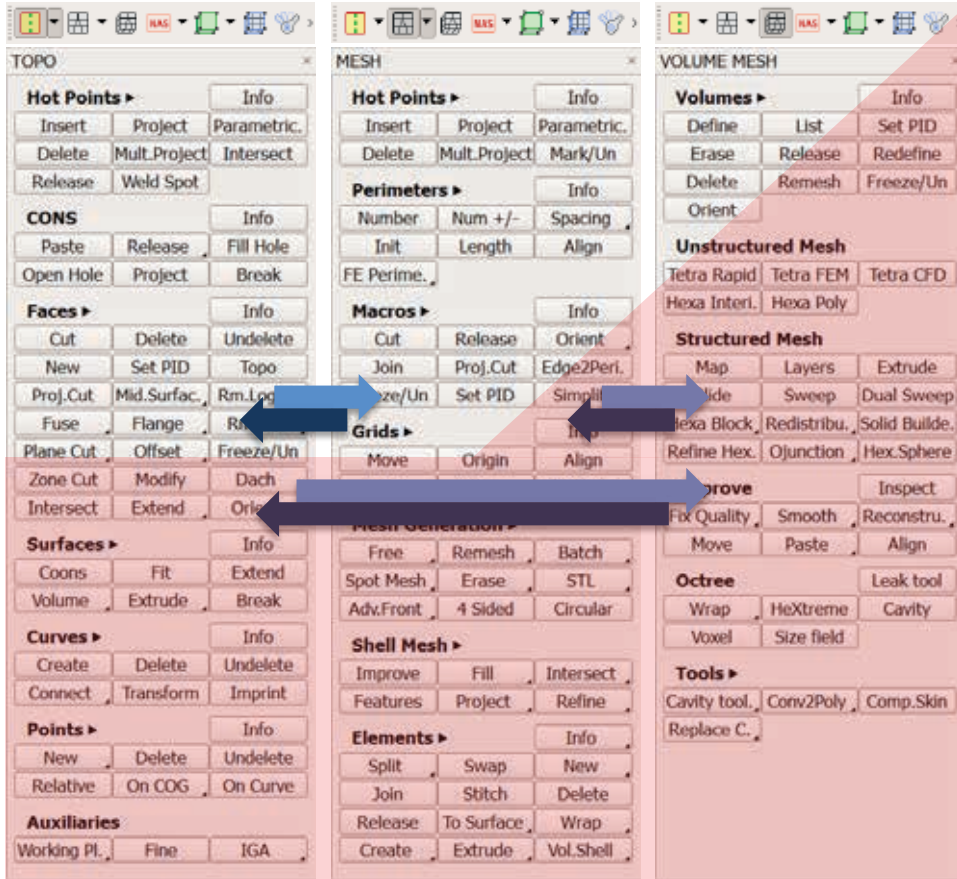 NAS NAS NAS
TOPO
Hot Points Info
Insert Project Parametric.
Delete Mult.Project Intersect
Release Weld Spot
CONS Info
Paste Release Fill Hole
Open Hole Project Break
Faces Info
Cut Delete Undelete
New Set PID Topo
Proj.Cut Mid.Surfac.
Fuse Flange
Plane Cut Offset Freeze/Un
Zone Cut Modify Dach
Intersect Extend
Surfaces Info
Coons Fit Extend
Volume Extrude Break
Curves Info
Create Delete Undelete
Connect Transform Imprint
Points Info
New Delete Undelete
Relative On COG On Curve
Auxiliaries
Working Pl. Fine IGA
MESH
Hot Points Info
Insert Project Parametric.
Delete Mult.Project Mark/Un
Perimeters Info
Number Num +/- Spacing
Init Length Align
FE Perime.
Macros Info
Cut Release Orient
Join Proj.Cut Edge2Peri.
Set PID
Grids
Move Origin Align
Mesh Generation
Free Remesh Batch
Spot Mesh Erase STL
Adv.Front 4 Sided Circular
Shell Mesh
Improve Fill Intersect
Features Project Refine
Elements Info
Split Swap New
Join Stitch Delete
Release To Surface Wrap
Create Extrude Vol.Shell
VOLUME MESH
Volumes Info
Define List Set PID
Erase Release Redefine
Delete Remesh Freeze/Un
Orient
Unstructured Mesh
Tetra Rapid Tetra FEM Tetra CFD
Hexa Interi. Hexa Poly
Structured Mesh
Map Layers Extrude
Sweep Dual Sweep
Hexa Block Redistribu. Solid Builde.
Refine Hex. Ojunction Hex.Sphere
Inspect
Fix Quality Smooth Reconstru.
Move Paste Align
Octree Leak tool
Wrap HeXtreme Cavity
Voxel Size field
Tools
Cavity tool. Conv2Poly Comp.Skin
Replace C.